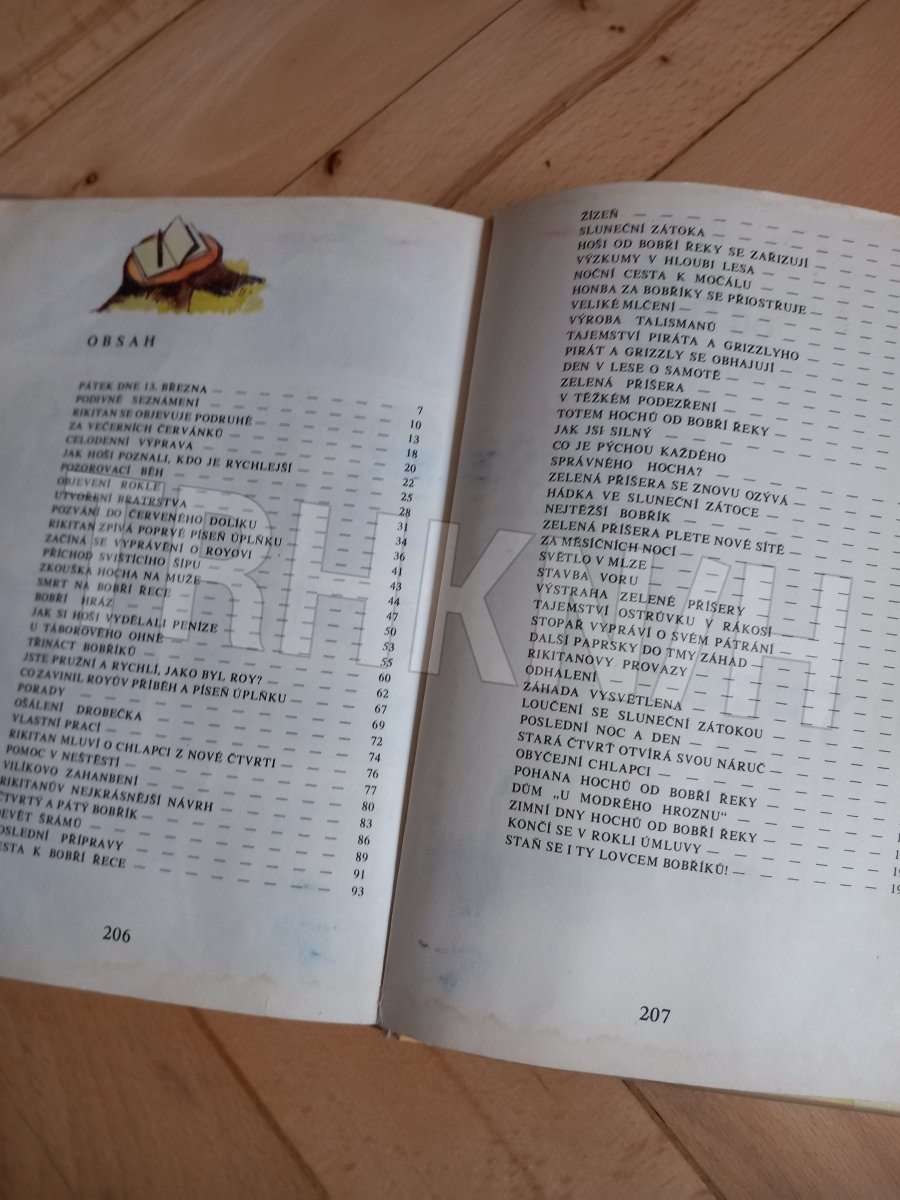 OBSAH
PÁTEK DNE 13. BŘEZNA — 7
PODIVNÉ SEZNÁMENÍ — 10
RIKITAN SE OBJEVUJE PODRUHÉ — 13
ZA VEČERNÍCH ČERVÁNKŮ — 18
CELODENNÍ VÝPRAVA — 20
JAK HOŠI POZNALI, KDO JE RYCHLEJŠÍ — 22
POZOROVACÍ BĚH — 25
OBJEVENÍ ROKLE — 28
UTVOŘENÍ BRATRSTVA — 31
POZVÁNÍ DO ČERVENÉHO DOLÍKU — 34
RIKITAN ZPÍVÁ POPRVÉ PÍSEŇ ÚPLŇKU — 36
ZAČÍNÁ SE VYPRÁVĚNÍ O ROYOVI — 41
PŘÍCHOD SVIŠTÍCÍHO ŠÍPU — 43
ZKOUŠKA HOCHA NA MUŽE — 44
SMRT NA BOBŘÍ ŘECE — 47
BOBŘÍ HRÁZ — 50
JAK SI HOŠI VYDĚLALI PENÍZE — 53
U TÁBOROVÉHO OHNĚ — 55
TŘINÁCT BOBŘÍKŮ — 60
JSTE PRUŽNÍ A RYCHLÍ, JAKO BYL ROY? — 62
CO ZAVINIL ROYŮV PŘÍBĚH A PÍSEŇ ÚPLŇKU — 67
PORADY — 69
OŠÁLENÍ DROBEČKA — 72
VLASTNÍ PRACÍ — 74
RIKITAN MLUVÍ O CHLAPCI Z NOVÉ ČTVRTI — 76
POMOC V NEŠTĚSTÍ — 77
VILÍKOVO ZAHANBENÍ — 80
RIKITANŮV NEJKRÁSNĚJŠÍ NÁVRH — 83
ČTVRTÝ A PÁTÝ BOBŘÍK — 86
DEVĚT ŠRÁMŮ — 89
OSLEDNÍ PŘÍPRAVY — 91
ESTA K BOBŘÍ ŘECE — 93
206
ŽÍZEŇ —
SLUNEČNÍ ZÁTOKA —
HOŠI OD BOBŘÍ ŘEKY SE ZAŘIZUJÍ —
VÝZKUMY V HLOUBI LESA —
NOČNÍ CESTA K MOČÁLU —
HONBA ZA BOBŘÍKY SE PŘIOSTŘUJE —
VELIKÉ MLČENÍ —
VÝROBA TALISMANŮ —
TAJEMSTVÍ PIRÁTA A GRIZZLYHO —
PIRÁT A GRIZZLY SE OBHAJUJÍ —
DEN V LESE O SAMOTĚ —
ZELENÁ PŘÍŠERA —
V TĚŽKÉM PODEZŘENÍ —
TOTEM HOCHŮ OD BOBŘÍ ŘEKY —
JAK JSI SILNÝ —
CO JE PÝCHOU KAŽDÉHO
SPRÁVNÉHO HOCHA? —
ZELENÁ PŘÍŠERA SE ZNOVU OZÝVÁ —
HÁDKA VE SLUNEČNÍ ZÁTOCE —
NEJTĚŽŠÍ BOBŘÍK —
ZELENÁ PŘÍŠERA PLETE NOVÉ SÍTĚ —
ZA MĚSÍČNÍCH NOCÍ —
SVĚTLO V MLZE —
STAVBA VORU —
VÝSTRAHA ZELENÉ PŘÍŠERY —
TAJEMSTVÍ OSTRŮVKU V RÁKOSÍ —
STOPAŘ VYPRÁVÍ O SVÉM PÁTRÁNÍ —
DALŠÍ PAPRSKY DO TMY ZÁHAD —
RIKITANOVY PROVAZY —
ODHALENÍ —
ZÁHADA VYSVĚTLENA —
LOUČENÍ SE SLUNEČNÍ ZÁTOKOU —
POSLEDNÍ NOC A DEN —
STARÁ ČTVRŤ OTVÍRÁ SVOU NÁRUČ —
OBYČEJNÍ CHLAPCI —
POHANA HOCHŮ OD BOBŘÍ ŘEKY —
DŮM „U MODRÉHO HROZNU" —
ZIMNÍ DNY HOCHŮ OD BOBŘÍ ŘEKY —
KONČÍ SE V ROKLI ÚMLUVY —
STAŇ SE I TY LOVCEM BOBŘÍKŮ! —
207